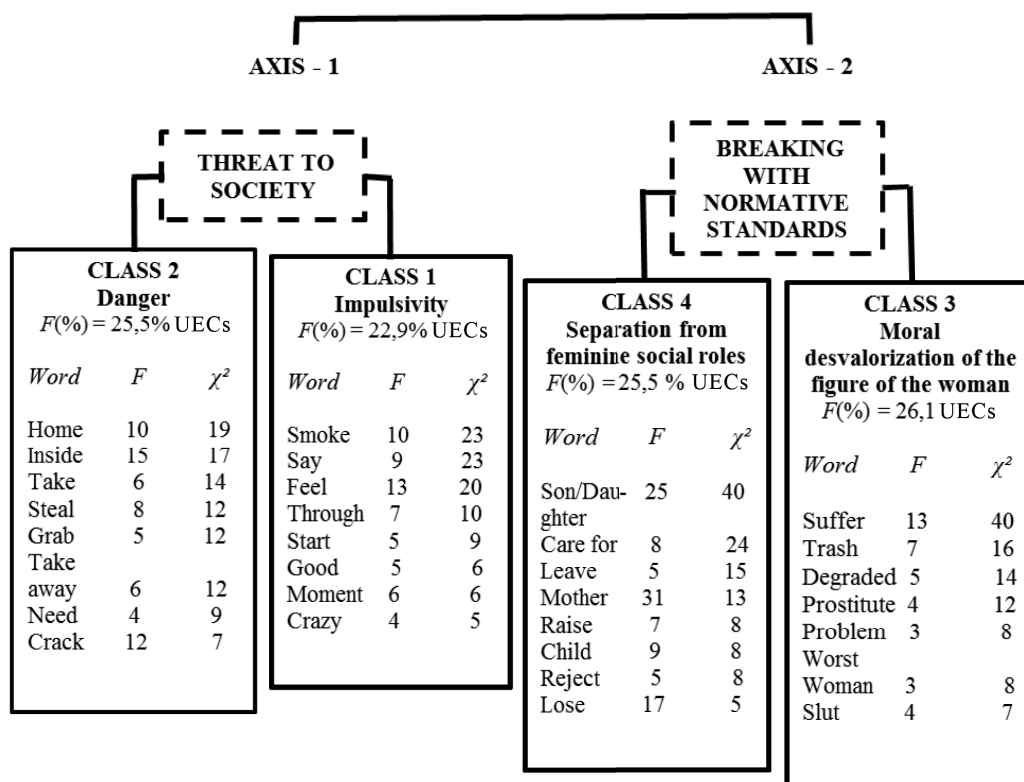 AXIS - 1
AXIS - 2
THREAT TO
SOCIETY
BREAKING
WITH
NORMATIVE
STANDARDS
CLASS 2
Danger
F(%) = 25,5% UECs
Word F χ²
Home 10 19
Inside 15 17
Take 6 14
Steal 8 12
Grab 5 12
Take
away 6 12
Need 4 9
Crack 12 7
CLASS 1
Impulsivity
F(%) = 22,9% UECs
Word F χ²
Smoke 10 23
Say 9 23
Feel 13 20
Through 7 10
Start 5 9
Good 5 6
Moment 6 6
Crazy 4 5
CLASS 4
Separation from
feminine social roles
F(%) = 25,5 % UECs
Word F χ²
Son/Dau- 25 40
ghter
Care for 8 24
Leave 5 15
Mother 31 13
Raise 7 8
Child 9 8
Reject 5 8
Lose 17 5
CLASS 3
Moral
desvalorization of the
figure of the woman
F(%) = 26,1 UECs
Word F χ²
Suffer 13 40
Trash 7 16
Degraded 5 14
Prostitute 4 12
Problem 3 8
Worst
Woman 3 8
Slut 4 7